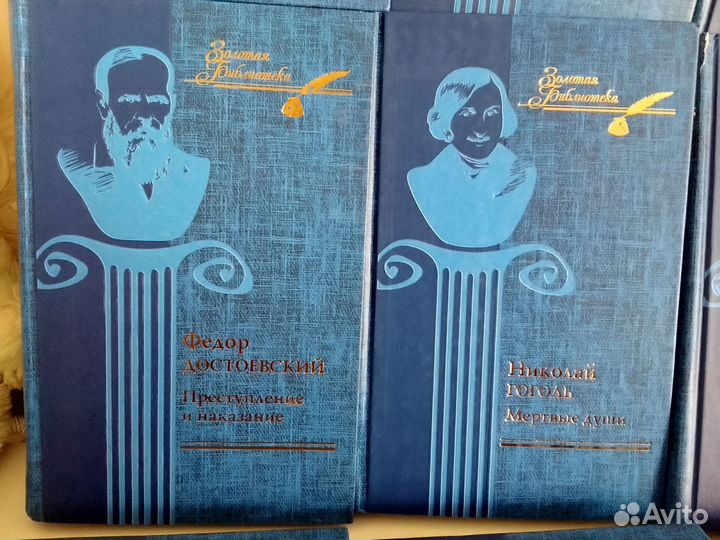 Золотая
Библиотека
Федор
ДОСТОЕВСКИЙ
Преступление
и наказание
Золотая
Библиотека
Николай
ГОГОЛЬ
Мертвые души
Avito